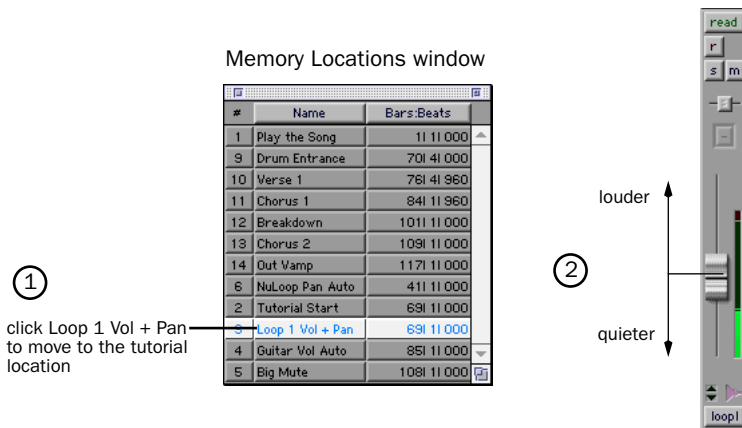 Memory Locations window
# Name Bars:Beats
1 Play the Song 1| 1| 000
9 Drum Entrance 70| 4| 000
10 Verse 1 76| 4| 960
11 Chorus 1 84| 1| 960
12 Breakdown 101| 1| 000
13 Chorus 2 109| 1| 000
14 Out Vamp 117| 1| 000
6 NuLoop Pan Auto 41| 1| 000
2 Tutorial Start 69| 1| 000
3 Loop 1 Vol + Pan 69| 1| 000
4 Guitar Vol Auto 85| 1| 000
5 Big Mute 108| 1| 000
1
click Loop 1 Vol + Pan
to move to the tutorial
location
read
r
s m
-
louder
2
quieter
loop1